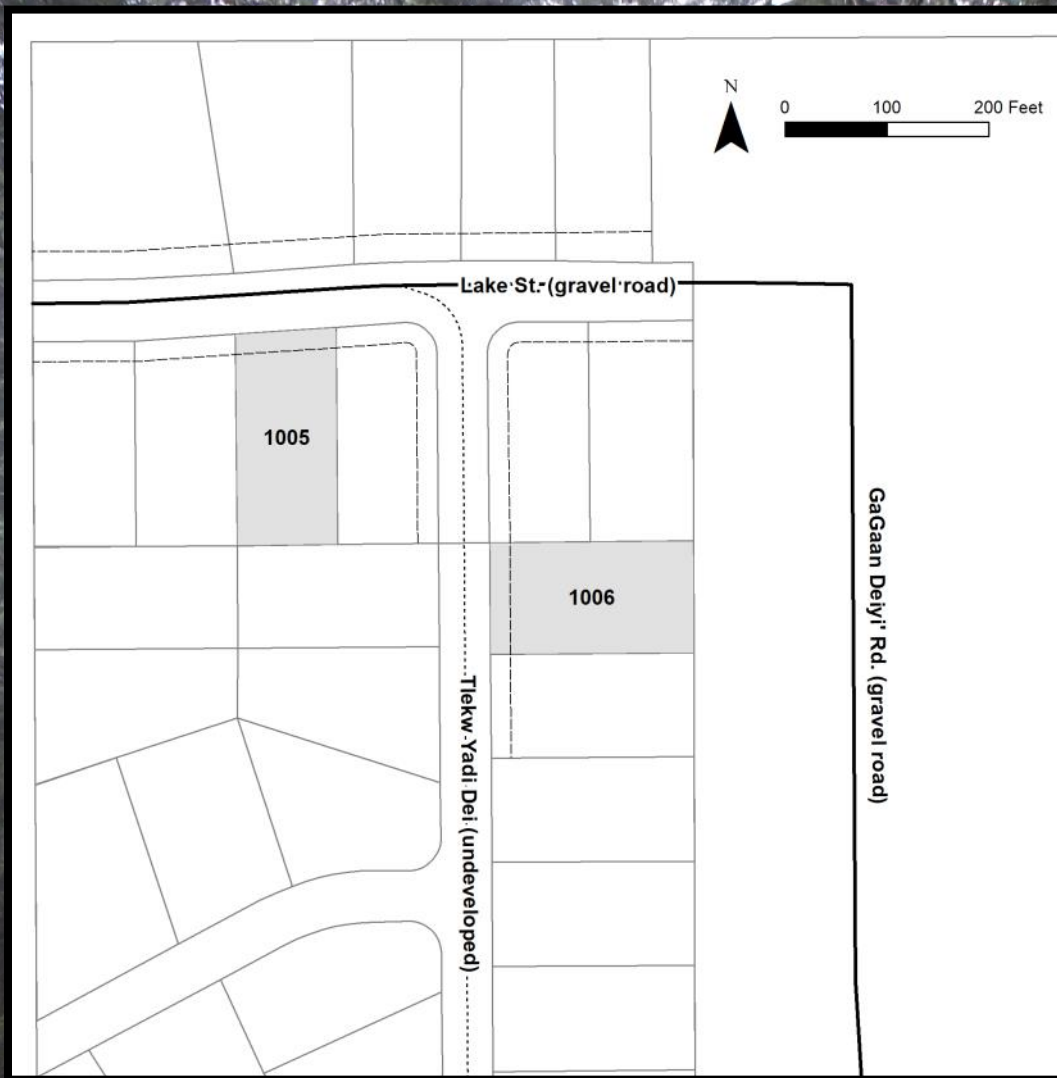 N
0 100 200 Feet
Lake St. (gravel road)
1005
1006
GaGaan Deiyi' Rd. (gravel road)
Tlekw Yadi Dei (undeveloped)